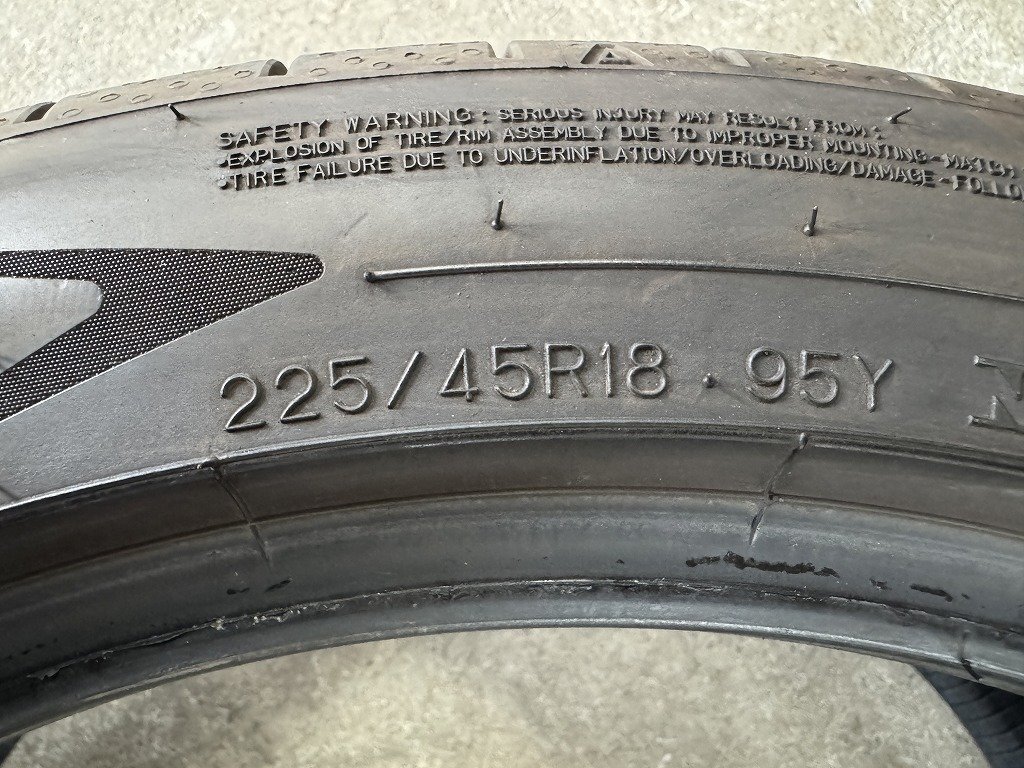 SAFETY WARNING : SERIOUS INJURY MAY RESULT FROM :
•EXPLOSION OF TIRE/RIM ASSEMBLY DUE TO IMPROPER MOUNTING-MATCH
•TIRE FAILURE DUE TO UNDERINFLATION/OVERLOADING/DAMAGE-FOLLO
225/45R18 · 95Y